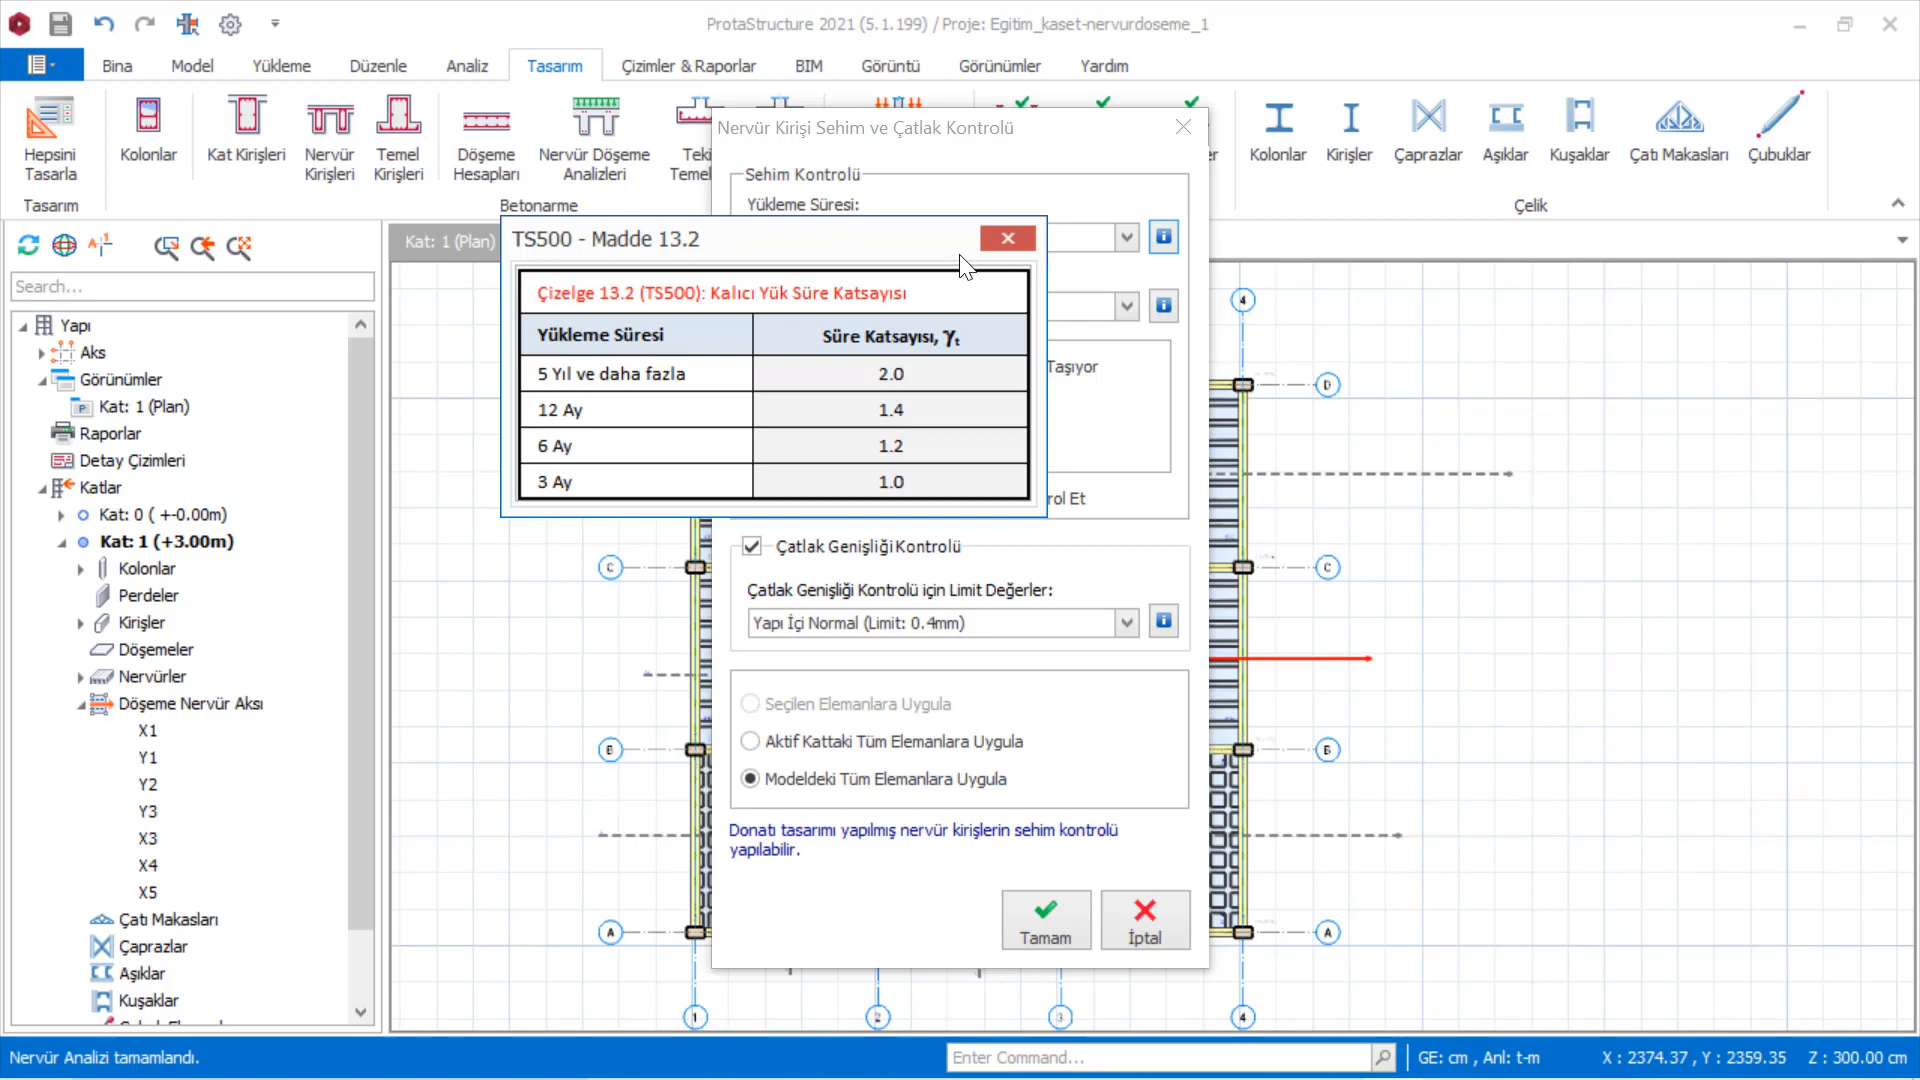 ProtaStructure 2021 (5.1.199) / Proje: Egitim_kaset-nervurdoseme_1
Bina
Model
Yükleme
Düzenle
Analiz
Tasarım
Çizimler & Raporlar
BIM
Görüntü
Görünümler
Yardım
Hepsini
Tasarla
Kolonlar
Kat Kirişleri
Nervür
Kirişleri
Temel
Kirişleri
Döşeme
Hesapları
Nervür Döşeme
Analizleri
Teki
Temel
Kolonlar
Kirişler
Çaprazlar
Aşıklar
Kuşaklar
Çatı Makasları
Çubuklar
Tasarım
Betonarme
Çelik
Search...
Yapı
Aks
Görünümler
Kat: 1 (Plan)
Raporlar
Detay Çizimleri
Katlar
Kat: 0 ( +-0.00m)
Kat: 1 (+3.00m)
Kolonlar
Perdeler
Kirişler
Döşemeler
Nervürler
Döşeme Nervür Aksı
X1
Y1
Y2
Y3
X3
X4
X5
Çatı Makasları
Çaprazlar
Aşıklar
Kuşaklar
Kat: 1 (Plan)
Nervür Kirişi Sehim ve Çatlak Kontrolü
Sehim Kontrolü
Yükleme Süresi:
Taşıyor
rol Et
TS500 - Madde 13.2
Çizelge 13.2 (TS500): Kalıcı Yük Süre Katsayısı
Yükleme Süresi Süre Katsayısı, γt
5 Yıl ve daha fazla 2.0
12 Ay 1.4
6 Ay 1.2
3 Ay 1.0
Çatlak Genişliği Kontrolü
Çatlak Genişliği Kontrolü için Limit Değerler:
Yapı İçi Normal (Limit: 0.4mm)
Seçilen Elemanlara Uygula
Aktif Kattaki Tüm Elemanlara Uygula
Modeldeki Tüm Elemanlara Uygula
Donatı tasarımı yapılmış nervür kirişlerin sehim kontrolü
yapılabilir.
Tamam
İptal
4
D
C
C
B
B
A
A
1
2
3
4
Nervür Analizi tamamlandı.
Enter Command...
GE: cm , Anl: t-m
X : 2374.37 , Y : 2359.35
Z : 300.00 cm